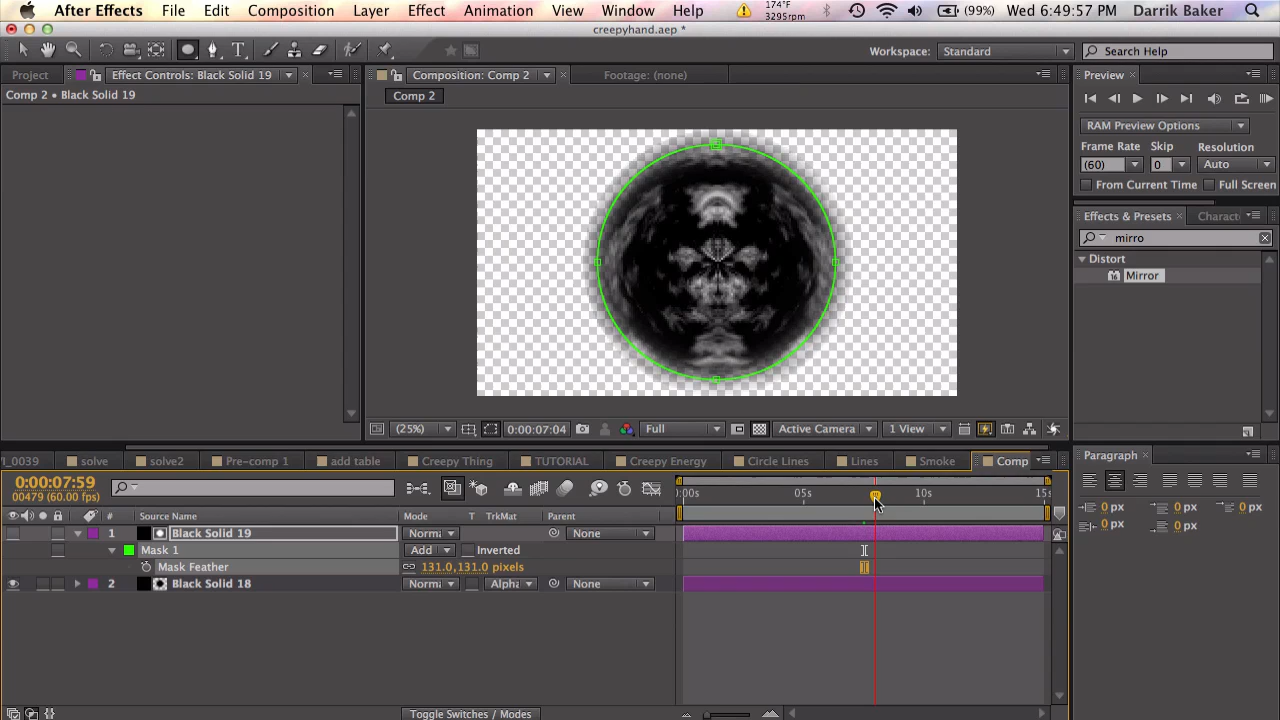 After Effects File Edit Composition Layer Effect Animation View Window Help 174°F 3295rpm (99%) Wed 6:49:57 PM Darrik Baker
creepyhand.aep *
Workspace: Standard Search Help
Project Effect Controls: Black Solid 19 Composition: Comp 2 Footage: (none) Preview
Comp 2 • Black Solid 19 Comp 2
RAM Preview Options
Frame Rate Skip Resolution
(60) 0 Auto
From Current Time Full Screen
Effects & Presets Charact
mirro
Distort
Mirror
(25%) 0:00:07:04 Full Active Camera 1 View
_0039 solve solve2 Pre-comp 1 add table Creepy Thing TUTORIAL Creepy Energy Circle Lines Lines Smoke Comp Paragraph
0:00:07:59
00479 (60.00 fps)
:00s 05s 10s 15s
0 px 0 px 0 px
0 px 0 px
# Source Name Mode T TrkMat Parent
1 Black Solid 19 Norma None
Mask 1 Add Inverted
Mask Feather 131.0,131.0 pixels
2 Black Solid 18 Norma Alpha None
Toggle Switches / Modes